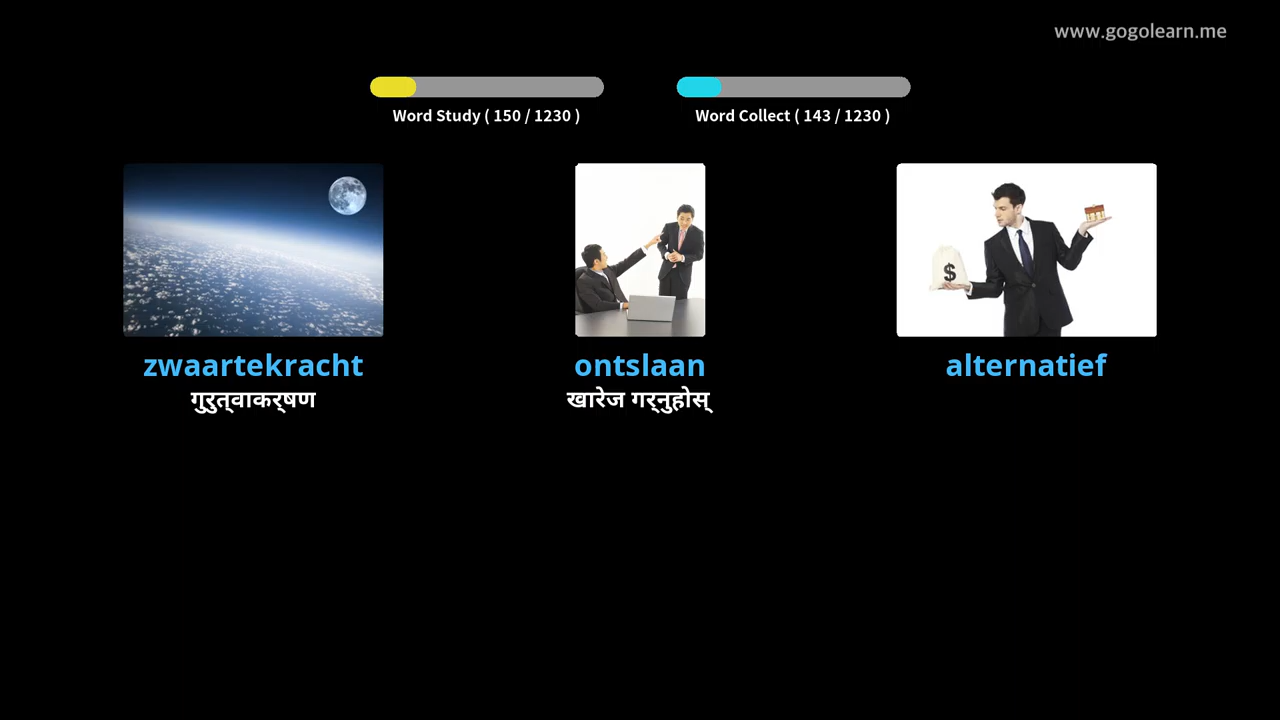 www.gogolearn.me
Word Study ( 150 / 1230 )
Word Collect ( 143 / 1230 )
$
zwaartekracht
ontslaan
alternatief
गुरुत्वाकर्षण
खारेज गर्नुहोस्